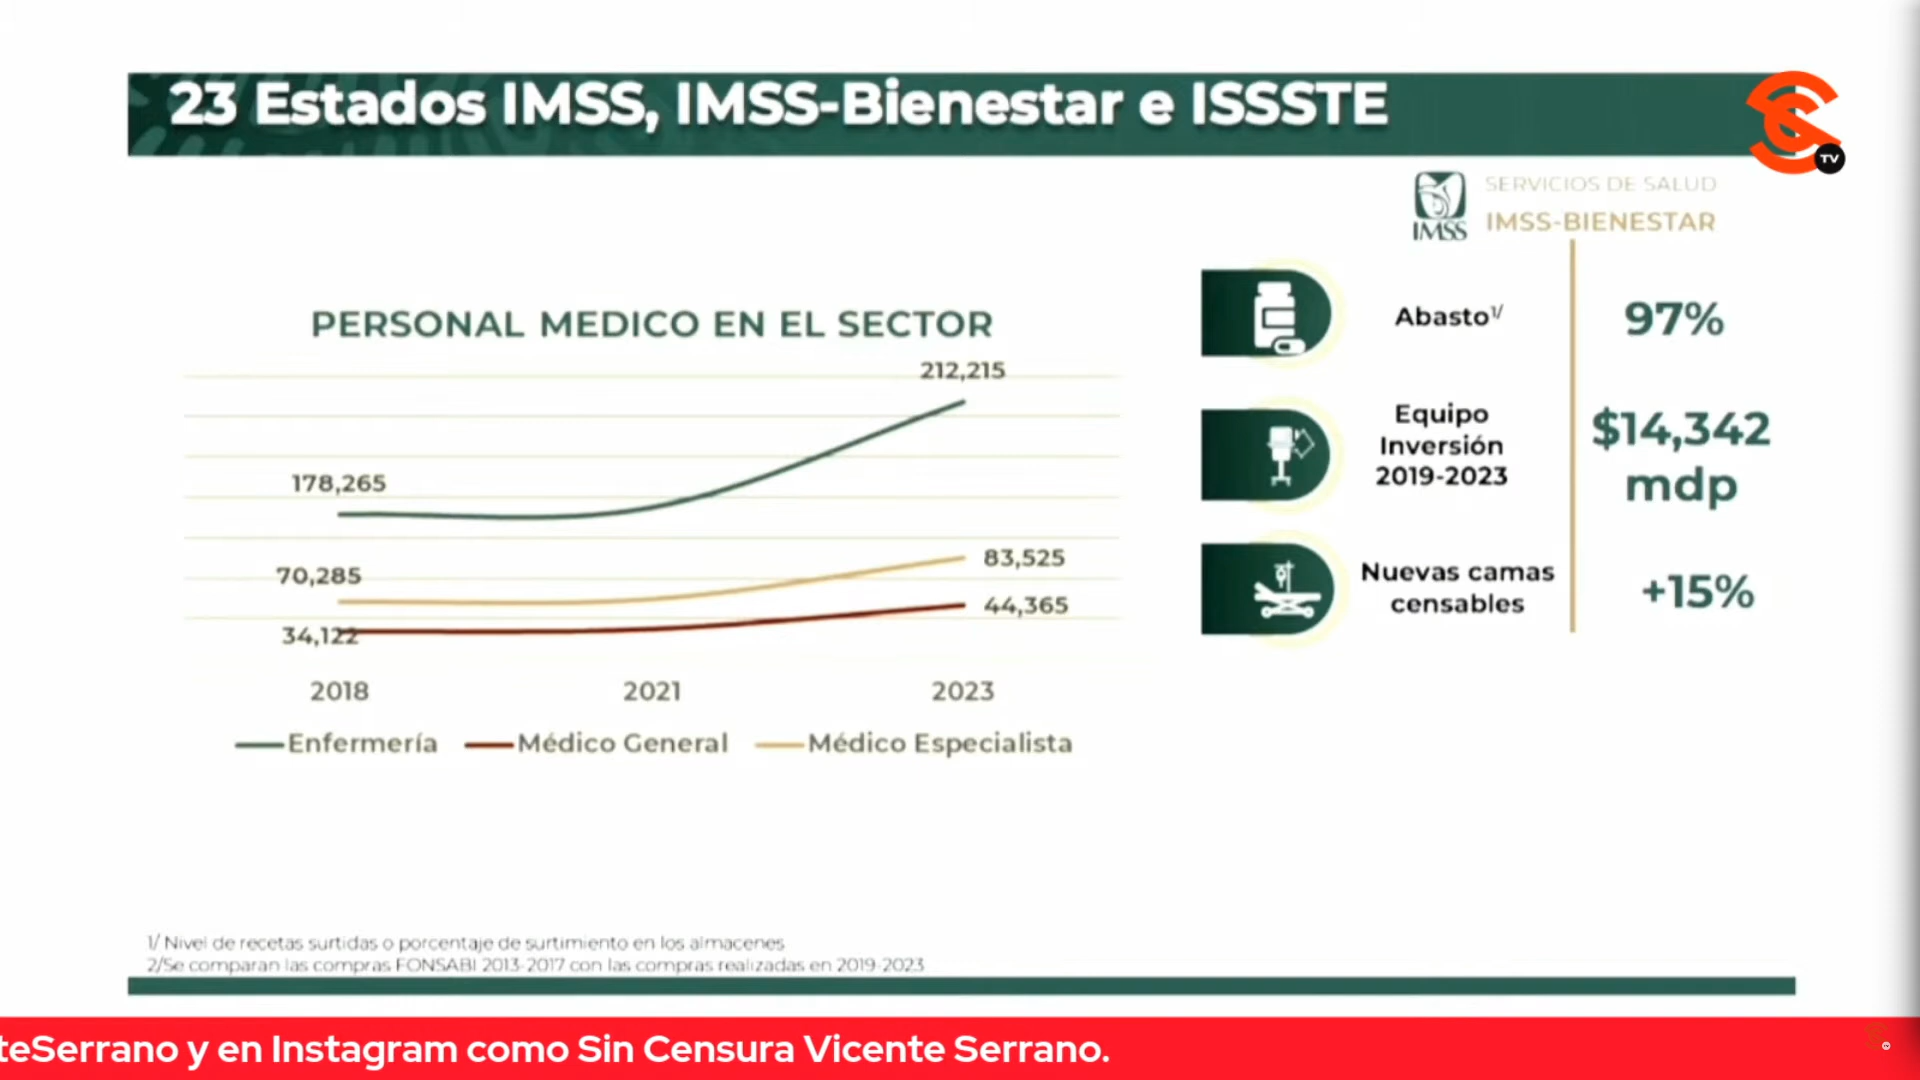 23 Estados IMSS, IMSS-Bienestar e ISSSTE
TV
IMSS
SERVICIOS DE SALUD
IMSS-BIENESTAR
PERSONAL MEDICO EN EL SECTOR
212,215
178,265
70,285
83,525
44,365
34,122
2018 2021 2023
Enfermería Médico General Médico Especialista
Abasto1/
97%
Equipo
Inversión
2019-2023
$14,342
mdp
Nuevas camas
censables
+15%
1/ Nivel de recetas surtidas o porcentaje de surtimiento en los almacenes
2/Se comparan las compras FONSABI 2013-2017 con las compras realizadas en 2019-2023
teSerrano y en Instagram como Sin Censura Vicente Serrano.